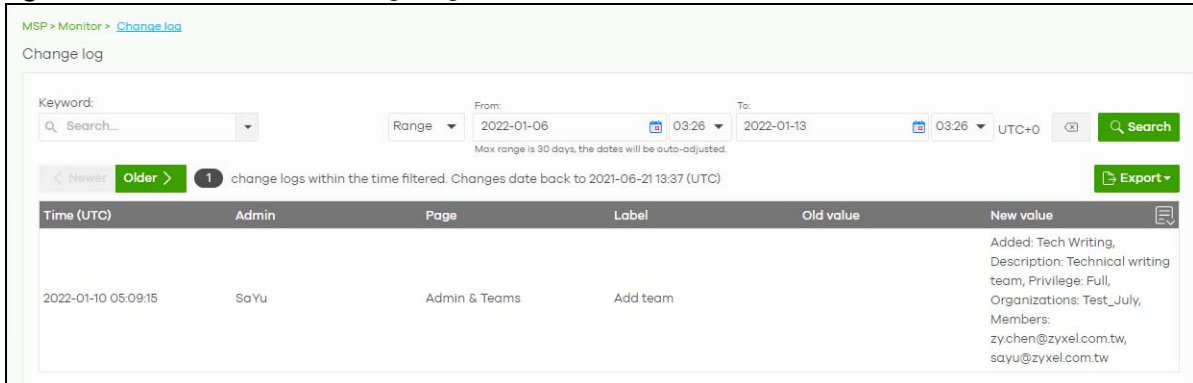 MSP > Monitor > Change log
Change log
Keyword:
Search...
Range
From:
2022-01-06
03:26
To:
2022-01-13
03:26
UTC+0
Search
Max range is 30 days, the dates will be auto-adjusted.
Newer
Older
1 change logs within the time filtered. Changes date back to 2021-06-21 13:37 (UTC)
Export
Time (UTC) Admin Page Label Old value New value
2022-01-10 05:09:15 SaYu Admin & Teams Add team
Added: Tech Writing,
Description: Technical writing
team, Privilege: Full,
Organizations: Test_July,
Members:
zy.chen@zyxel.com.tw,
sayu@zyxel.com.tw